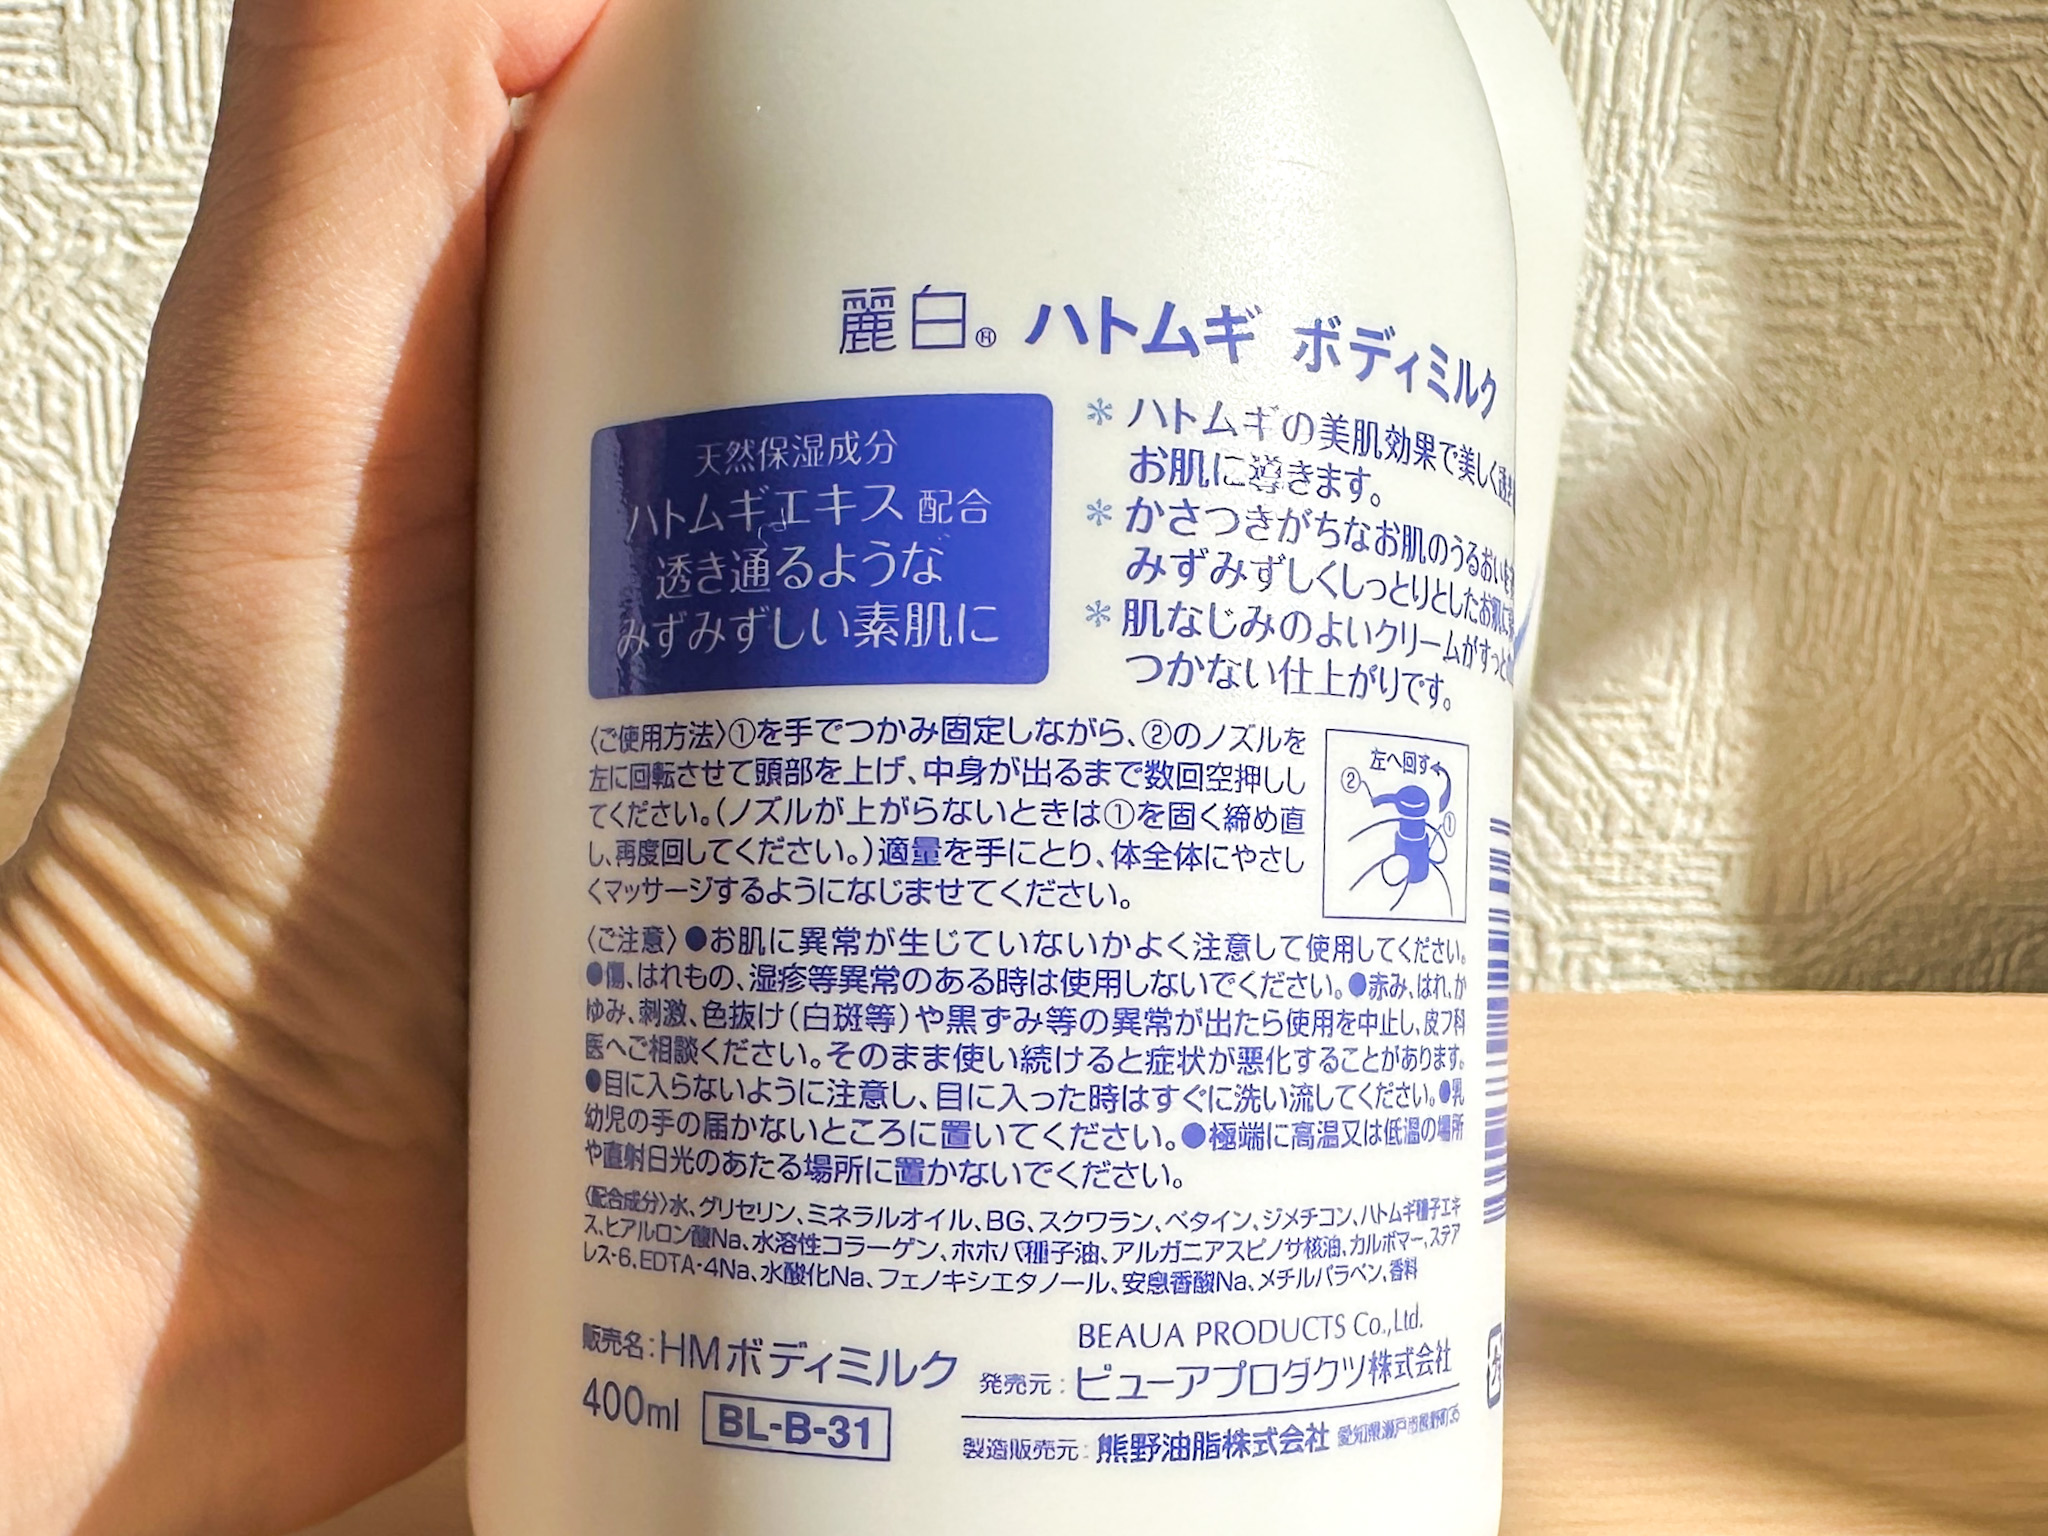 麗白Ⓗ ハトムギ ボディミルク
天然保湿成分
ハトムギエキス 配合
透き通るような
みずみずしい素肌に
＊ハトムギの美肌効果で美しく
お肌に導きます。
＊かさつきがちなお肌のうるおいを
みずみずしくしっとりとしたお肌に
＊肌なじみのよいクリームがすっと
つかない仕上がりです。
〈ご使用方法〉①を手でつかみ固定しながら、②のノズルを
左に回転させて頭部を上げ、中身が出るまで数回空押しし
てください。(ノズルが上がらないときは①を固く締め直
し、再度回してください。)適量を手にとり、体全体にやさし
くマッサージするようになじませてください。
左へ回す
②
①
〈ご注意〉●お肌に異常が生じていないかよく注意して使用してください。
●傷、はれもの、湿疹等異常のある時は使用しないでください。●赤み、はれ、か
ゆみ、刺激、色抜け(白斑等)や黒ずみ等の異常が出たら使用を中止し、皮フ科
医へご相談ください。そのまま使い続けると症状が悪化することがあります。
●目に入らないように注意し、目に入った時はすぐに洗い流してください。●乳
幼児の手の届かないところに置いてください。●極端に高温又は低温の場所
や直射日光のあたる場所に置かないでください。
〈配合成分〉水、グリセリン、ミネラルオイル、BG、スクワラン、ベタイン、ジメチコン、ハトムギ種子エキ
ス、ヒアルロン酸Na、水溶性コラーゲン、ホホバ種子油、アルガニアスピノサ核油、カルボマー、ステア
レス-6、EDTA-4Na、水酸化Na、フェノキシエタノール、安息香酸Na、メチルパラベン、香料
販売名:HMボディミルク
400ml BL-B-31
BEAUA PRODUCTS Co.,Ltd.
発売元:ピューアプロダクツ株式会社
製造販売元:熊野油脂株式会社 愛知県瀬戸市熊野町